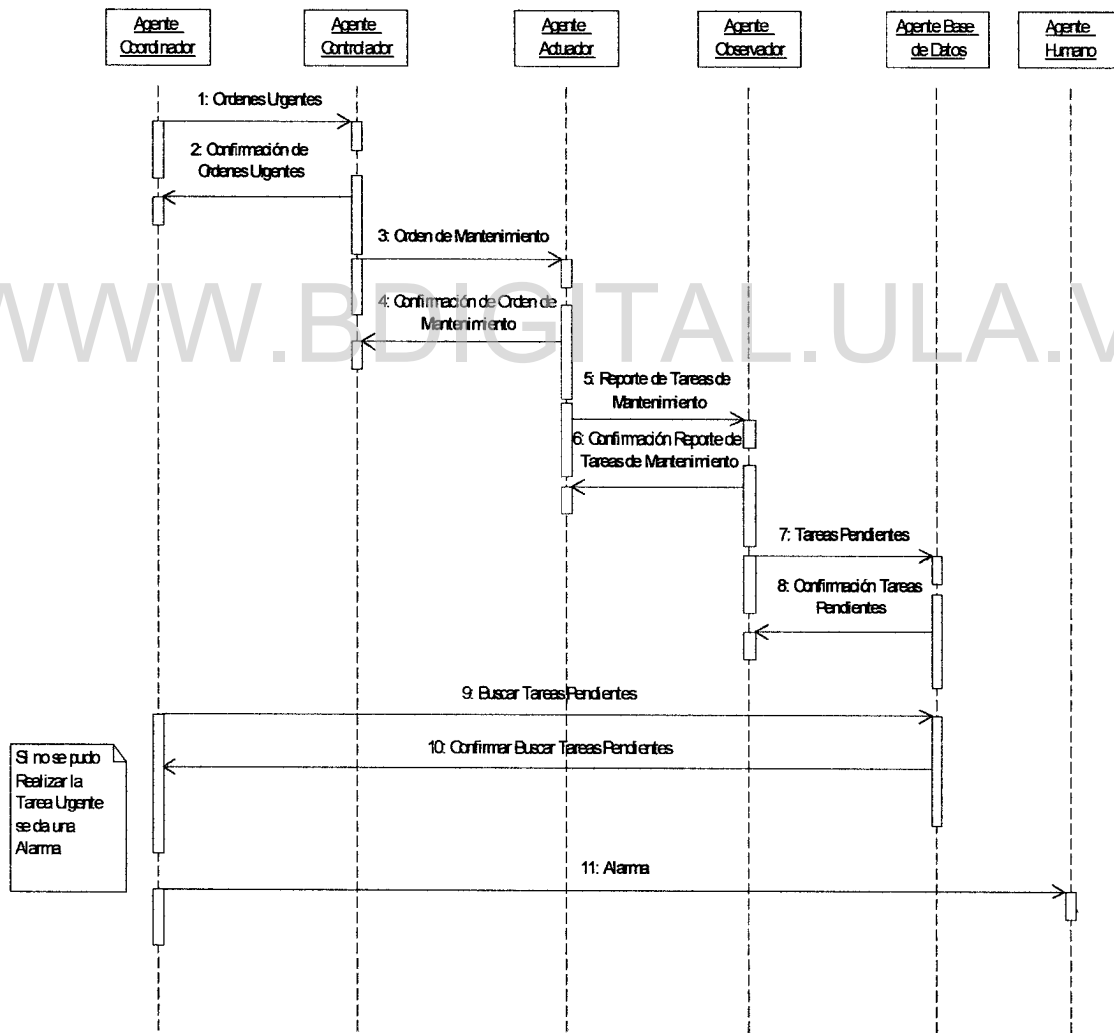 Agente
Coordinador
Agente
Controlador
Agente
Actuador
Agente
Observador
Agente Base
de Datos
Agente
Humano
1: Ordenes Urgentes
2: Confirmación de
Ordenes Urgentes
3: Orden de Mantenimiento
4: Confirmación de Orden de
Mantenimiento
WWW.BDIGITAL.ULA.V
5: Reporte de Tareas de
Mantenimiento
6: Confirmación Reporte de
Tareas de Mantenimiento
7: Tareas Pendientes
8: Confirmación Tareas
Pendientes
9: Buscar Tareas Pendientes
10: Confirmar Buscar Tareas Pendientes
Si no se pudo
Realizar la
Tarea Urgente
se da una
Alarma
11: Alarma